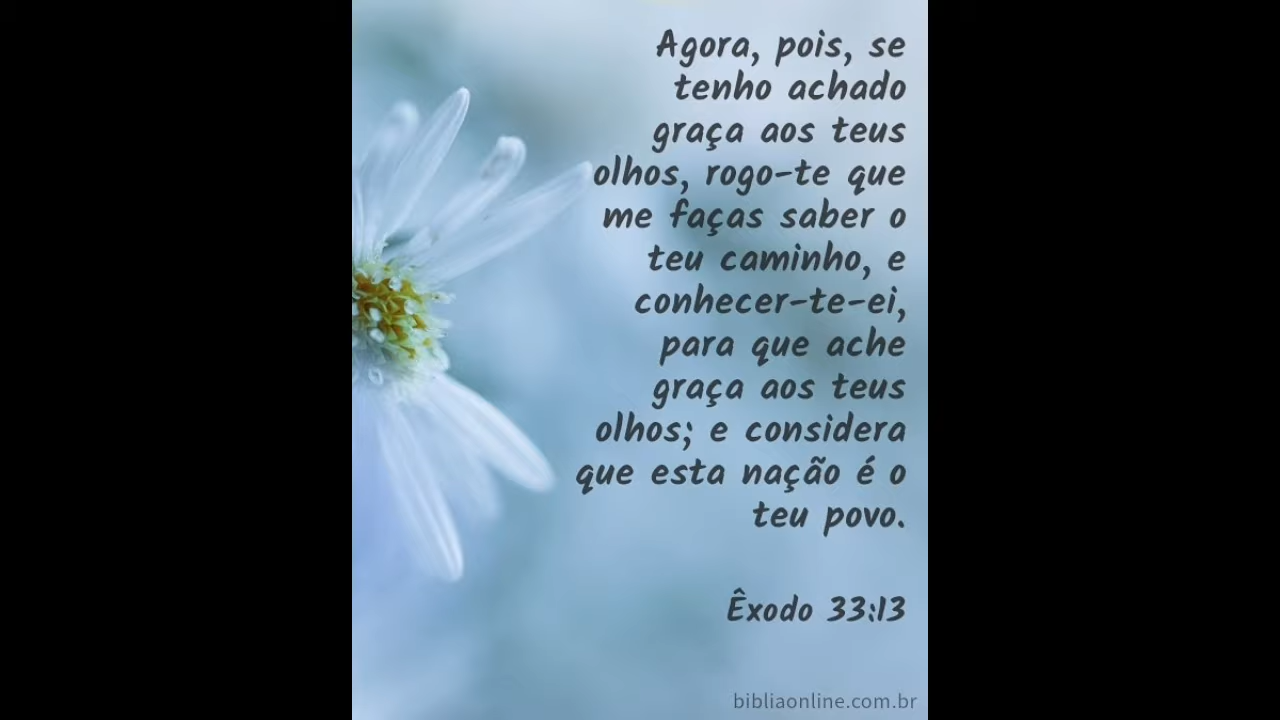 Agora, pois, se
tenho achado
graça aos teus
olhos, rogo-te que
me faças saber o
teu caminho, e
conhecer-te-ei,
para que ache
graça aos teus
olhos; e considera
que esta nação é o
teu povo.
Êxodo 33:13
bibliaonline.com.br